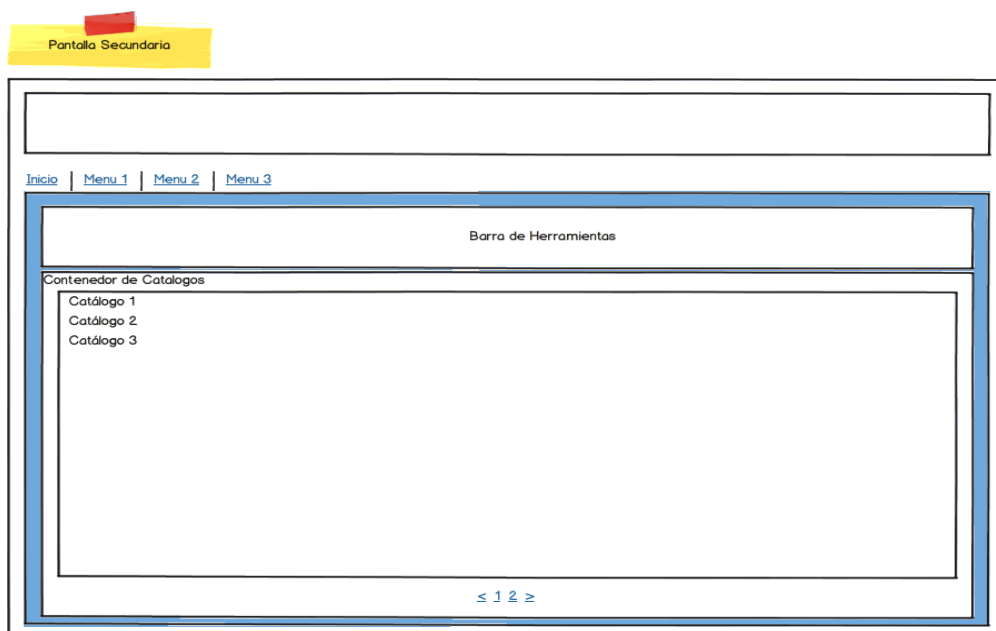 Pantalla Secundaria
Inicio | Menu 1 | Menu 2 | Menu 3
Barra de Herramientas
Contenedor de Catalogos
Catálogo 1
Catálogo 2
Catálogo 3
< 1 2 >